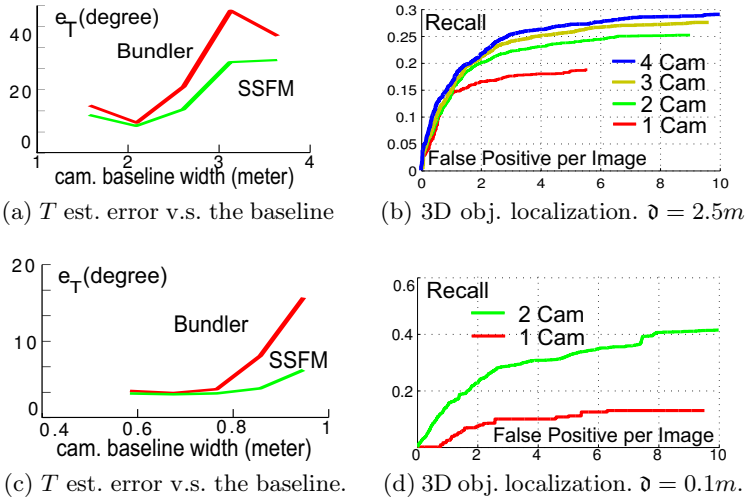 e_T(degree)
Bundler
SSFM
40
20
0
1 2 3 4
cam. baseline width (meter)
(a) T est. error v.s. the baseline
Recall
0.3
0.25
0.2
0.15
0.1
0.05
0
4 Cam
3 Cam
2 Cam
1 Cam
False Positive per Image
0 2 4 6 8 10
(b) 3D obj. localization. 𝔡 = 2.5m
20
e_T(degree)
Bundler
SSFM
10
0
0.4 0.6 0.8 1
cam. baseline width (meter)
(c) T est. error v.s. the baseline.
0.6
Recall
2 Cam
1 Cam
0.4
0.2
False Positive per Image
0 2 4 6 8 10
(d) 3D obj. localization. 𝔡 = 0.1m.